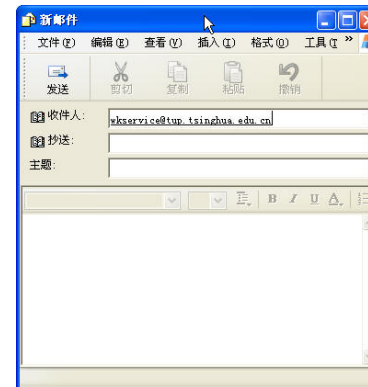 新邮件
文件(F) 编辑(E) 查看(V) 插入(I) 格式(O) 工具(T »
发送 剪切 复制 粘贴 撤销
收件人: wkservice@tup.tsinghua.edu.cn
抄送:
主题:
B I U A